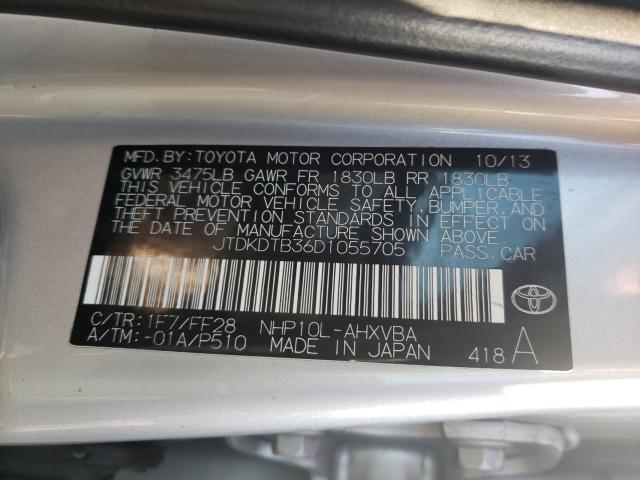 MFD. BY: TOYOTA MOTOR CORPORATION 10/13
GVWR 3475LB GAWR FR 1830LB RR 1830LB
THIS VEHICLE CONFORMS TO ALL APPLICABLE
FEDERAL MOTOR VEHICLE SAFETY, BUMPER, AND
THEFT PREVENTION STANDARDS IN EFFECT ON
THE DATE OF MANUFACTURE SHOWN ABOVE.
JTDKDTB36D1055705 PASS. CAR
C/TR: 1F7/FF28 NHP10L-AHXVBA
A/TM: -01A/P510 MADE IN JAPAN 418 A